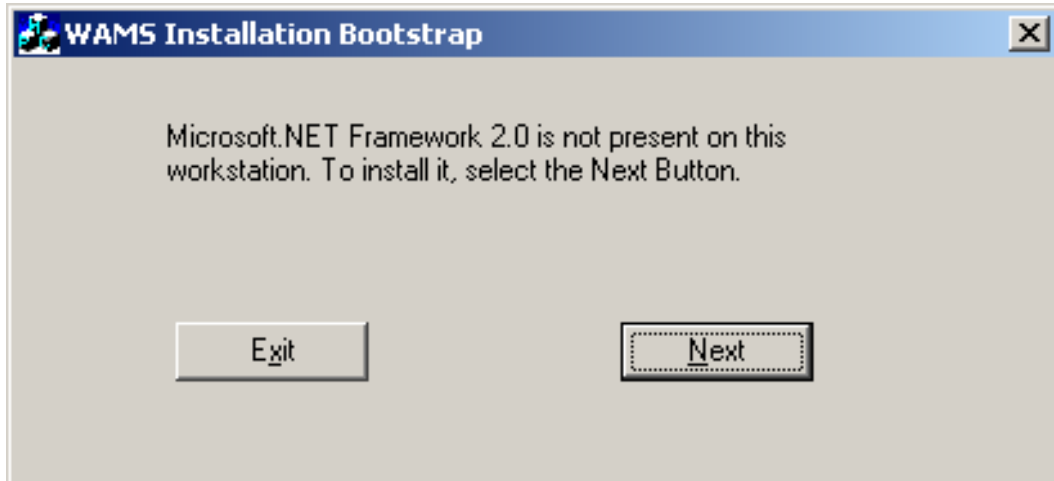 WAMS Installation Bootstrap
Microsoft.NET Framework 2.0 is not present on this
workstation. To install it, select the Next Button.
Exit
Next